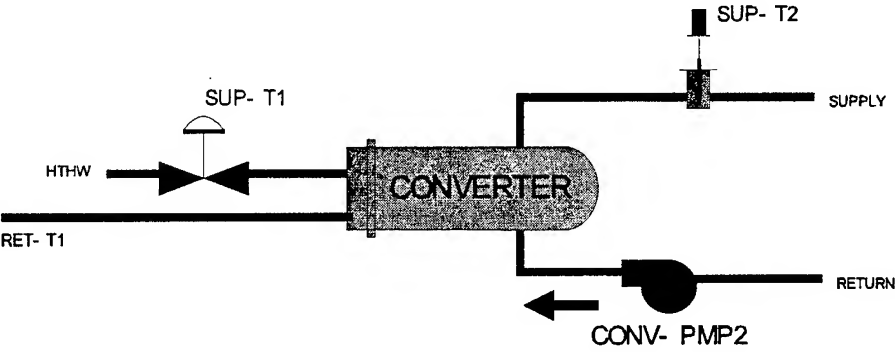 SUP- T2
SUP- T1
SUPPLY
HTHW
CONVERTER
RET- T1
RETURN
CONV- PMP2